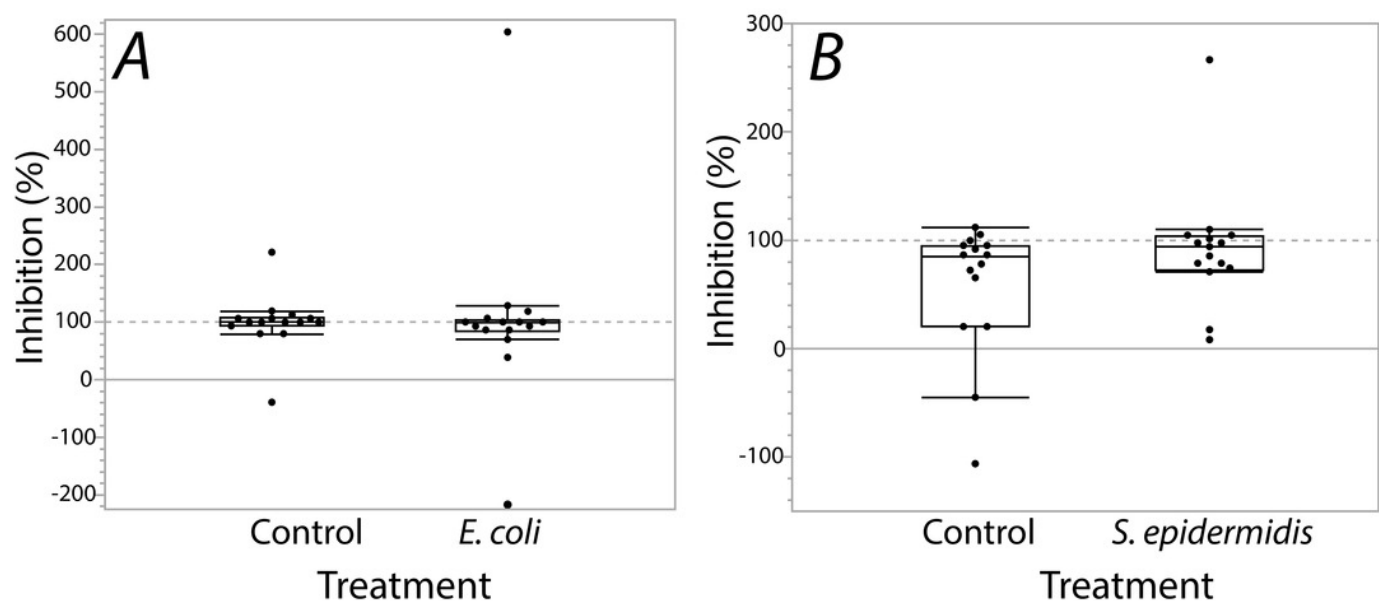 A
600
500
400
300
200
100
0
-100
-200
Inhibition (%)
Control
E. coli
Treatment
B
300
200
100
0
-100
Inhibition (%)
Control
S. epidermidis
Treatment